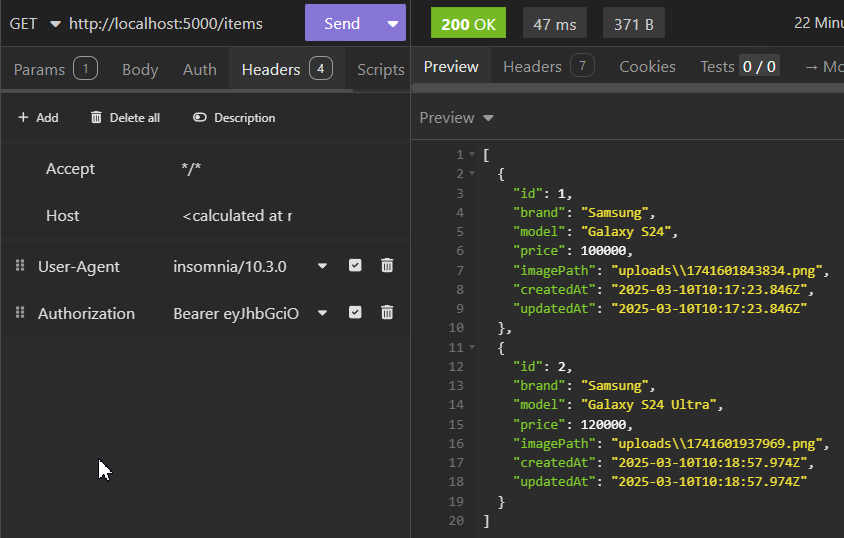 GET http://localhost:5000/items Send
Params 1 Body Auth Headers 4 Scripts
+ Add Delete all Description
Accept */*
Host <calculated at r
User-Agent insomnia/10.3.0
Authorization Bearer eyJhbGciO
200 OK 47 ms 371 B 22 Minu
Preview Headers 7 Cookies Tests 0 / 0 → Mo
Preview
1 [
2 {
3 "id": 1,
4 "brand": "Samsung",
5 "model": "Galaxy S24",
6 "price": 100000,
7 "imagePath": "uploads\\1741601843834.png",
8 "createdAt": "2025-03-10T10:17:23.846Z",
9 "updatedAt": "2025-03-10T10:17:23.846Z"
10 },
11 {
12 "id": 2,
13 "brand": "Samsung",
14 "model": "Galaxy S24 Ultra",
15 "price": 120000,
16 "imagePath": "uploads\\1741601937969.png",
17 "createdAt": "2025-03-10T10:18:57.974Z",
18 "updatedAt": "2025-03-10T10:18:57.974Z"
19 }
20 ]